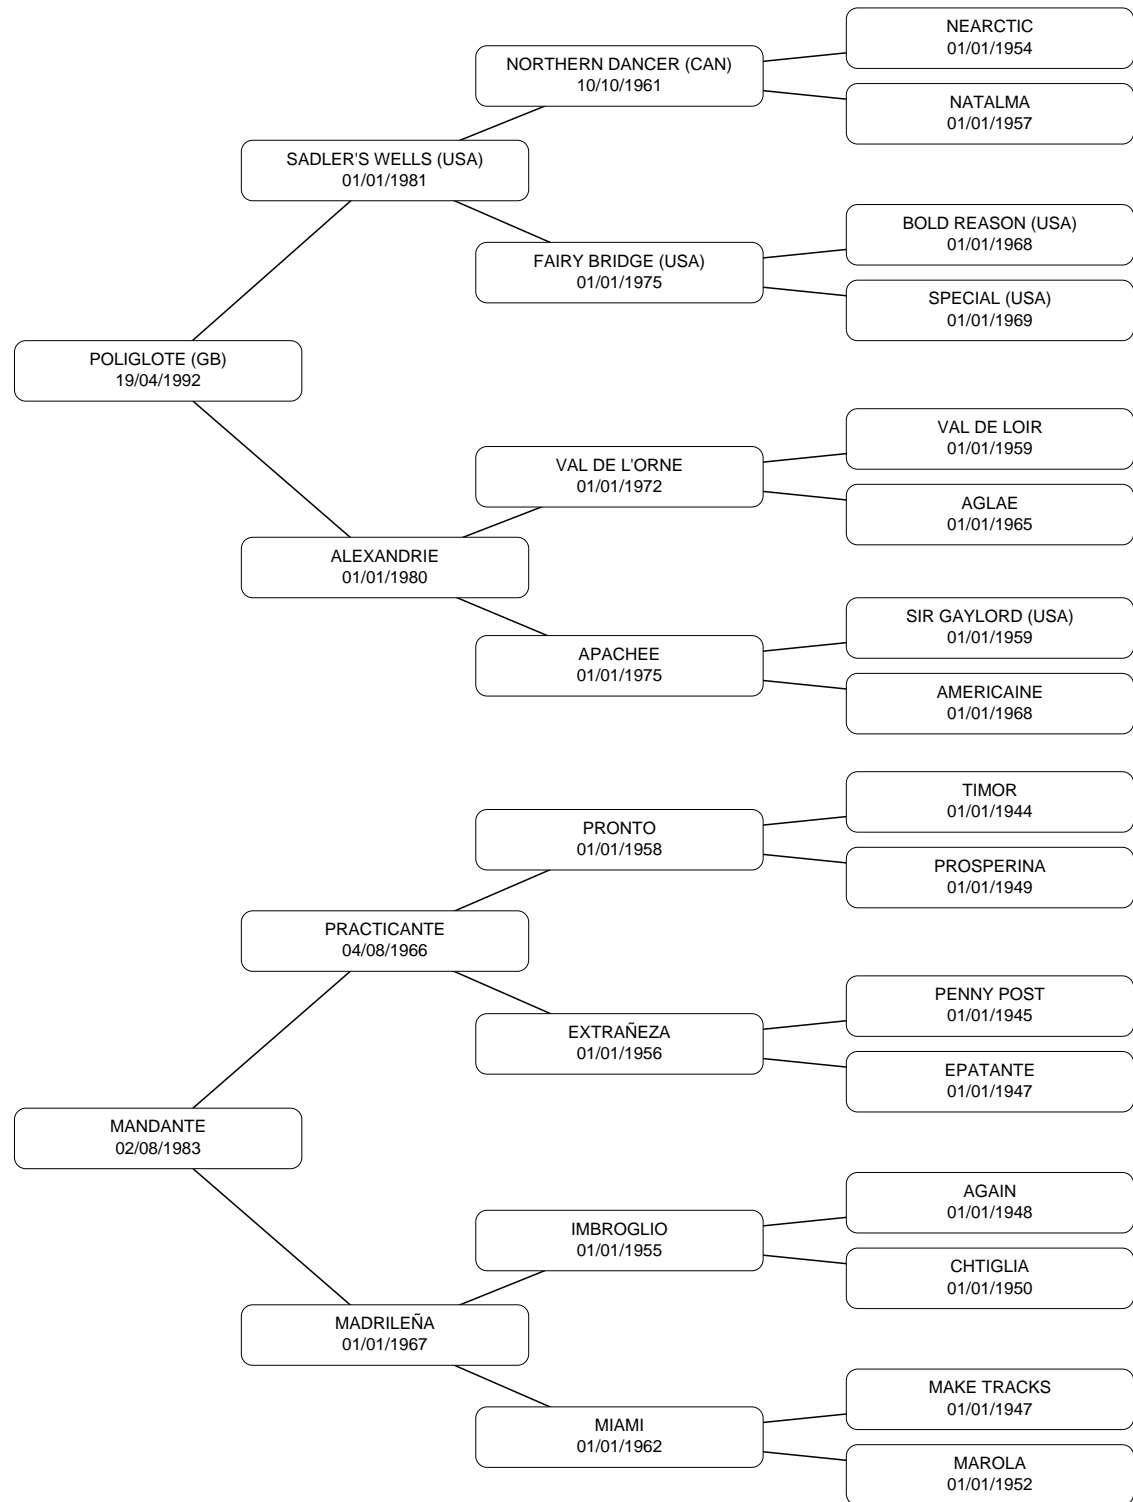 NEARCTIC
01/01/1954
NORTHERN DANCER (CAN)
10/10/1961
NATALMA
01/01/1957
SADLER'S WELLS (USA)
01/01/1981
BOLD REASON (USA)
01/01/1968
FAIRY BRIDGE (USA)
01/01/1975
SPECIAL (USA)
01/01/1969
POLIGLOTE (GB)
19/04/1992
VAL DE LOIR
01/01/1959
VAL DE L'ORNE
01/01/1972
AGLAE
01/01/1965
ALEXANDRIE
01/01/1980
SIR GAYLORD (USA)
01/01/1959
APACHEE
01/01/1975
AMERICAINE
01/01/1968
TIMOR
01/01/1944
PRONTO
01/01/1958
PROSPERINA
01/01/1949
PRACTICANTE
04/08/1966
PENNY POST
01/01/1945
EXTRAÑEZA
01/01/1956
EPATANTE
01/01/1947
MANDANTE
02/08/1983
AGAIN
01/01/1948
IMBROGLIO
01/01/1955
CHTIGLIA
01/01/1950
MADRILEÑA
01/01/1967
MAKE TRACKS
01/01/1947
MIAMI
01/01/1962
MAROLA
01/01/1952